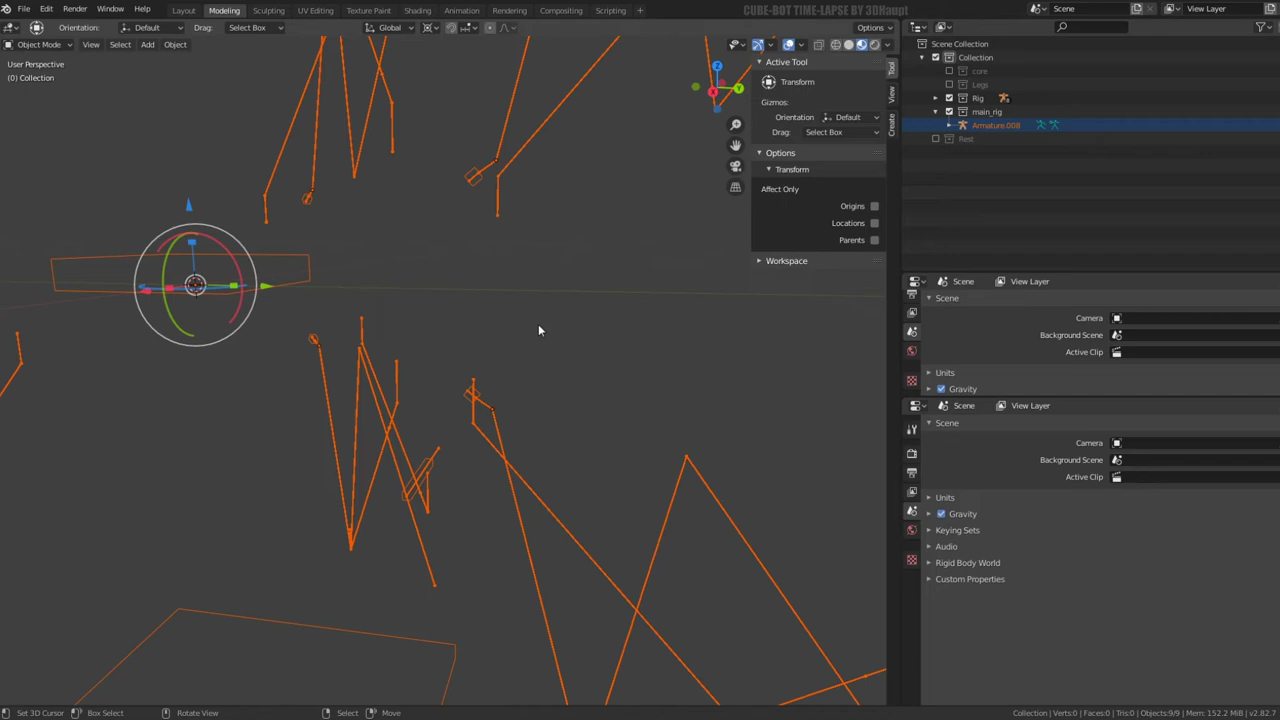 File Edit Render Window Help
Layout Modeling Sculpting UV Editing Texture Paint Shading Animation Rendering Compositing Scripting
CUBE-BOT TIME-LAPSE BY 3DHaupt
Scene View Layer
Orientation: Default Drag: Select Box Global Options
Object Mode View Select Add Object
User Perspective
(0) Collection
Z
Y
X
Active Tool
Transform
Gizmos:
Orientation Default
Drag: Select Box
Options
Transform
Affect Only
Origins
Locations
Parents
Workspace
Tool
View
Create
Scene Collection
Collection
core
Legs
Rig
main_rig
Armature.008
Rest
Scene View Layer
Scene
Camera
Background Scene
Active Clip
Units
Gravity
Scene View Layer
Scene
Camera
Background Scene
Active Clip
Units
Gravity
Keying Sets
Audio
Rigid Body World
Custom Properties
Set 3D Cursor Box Select Rotate View Select Move
Collection | Verts:0 | Faces:0 | Tris:0 | Objects:9/9 | Mem: 152.2 MiB | v2.82.7